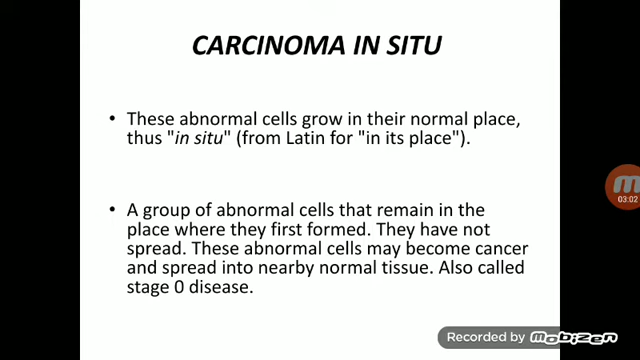 CARCINOMA IN SITU
• These abnormal cells grow in their normal place,
thus "in situ" (from Latin for "in its place").
• A group of abnormal cells that remain in the
place where they first formed. They have not
spread. These abnormal cells may become cancer
and spread into nearby normal tissue. Also called
stage 0 disease.
03:02
Recorded by mobizen